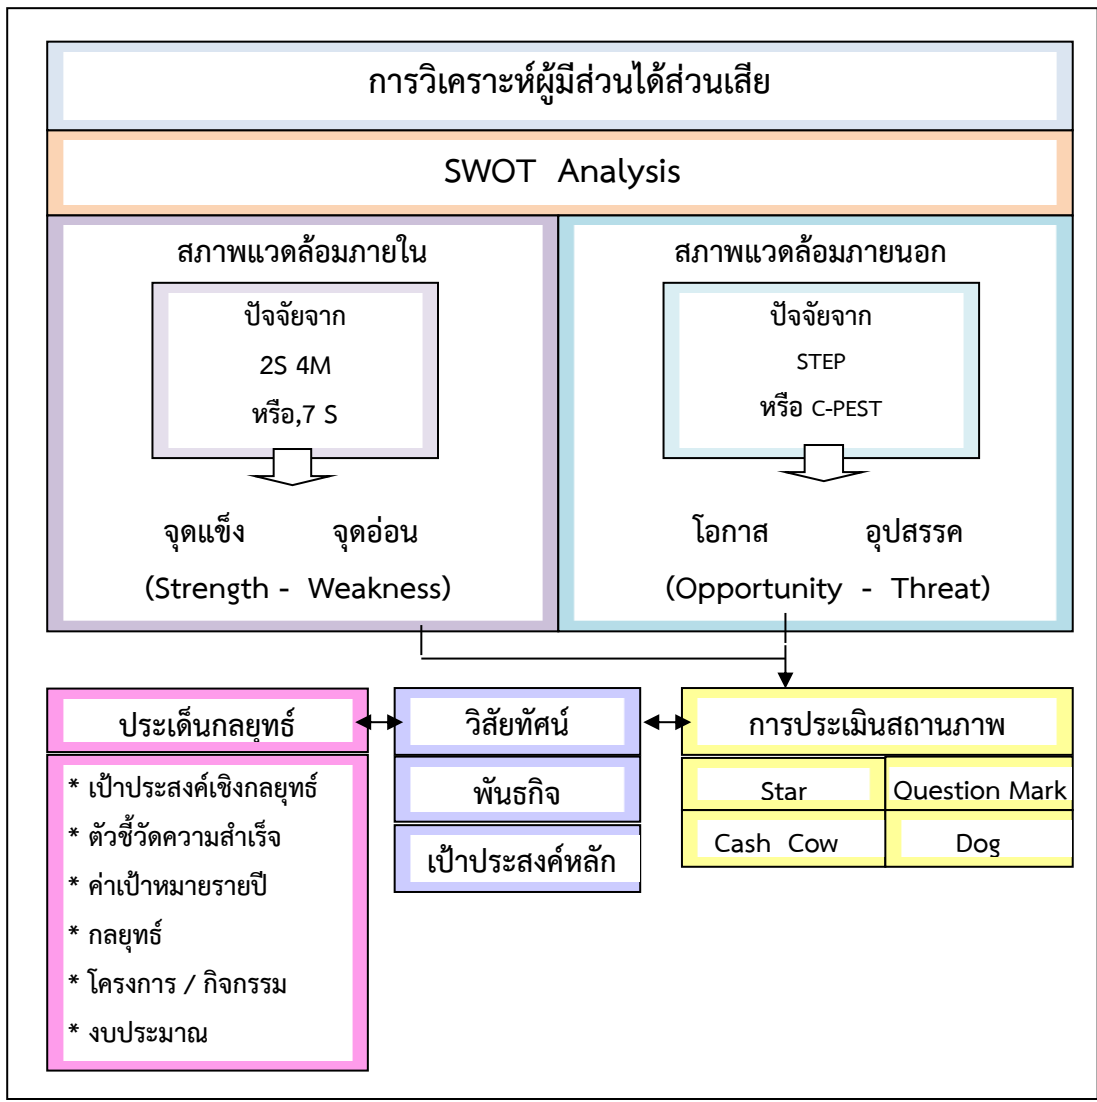 การวิเคราะห์ผู้มีส่วนได้ส่วนเสีย
SWOT Analysis
สภาพแวดล้อมภายใน
ปัจจัยจาก
2S 4M
หรือ,7 S
จุดแข็ง จุดอ่อน
(Strength - Weakness)
สภาพแวดล้อมภายนอก
ปัจจัยจาก
STEP
หรือ C-PEST
โอกาส อุปสรรค
(Opportunity - Threat)
ประเด็นกลยุทธ์
* เป้าประสงค์เชิงกลยุทธ์
* ตัวชี้วัดความสำเร็จ
* ค่าเป้าหมายรายปี
* กลยุทธ์
* โครงการ / กิจกรรม
* งบประมาณ
วิสัยทัศน์
พันธกิจ
เป้าประสงค์หลัก
การประเมินสถานภาพ
Star
Question Mark
Cash Cow
Dog